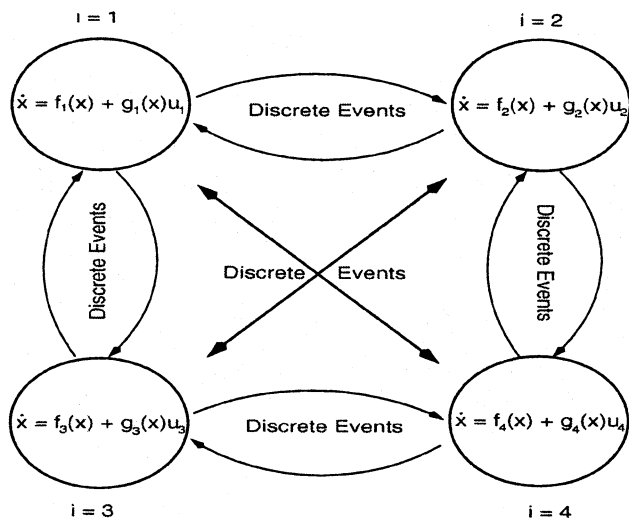 i = 1
i = 2
ẋ = f₁(x) + g₁(x)u₁
Discrete Events
ẋ = f₂(x) + g₂(x)u₂
Discrete Events
Discrete Events
Discrete Events
ẋ = f₃(x) + g₃(x)u₃
Discrete Events
ẋ = f₄(x) + g₄(x)u₄
i = 3
i = 4